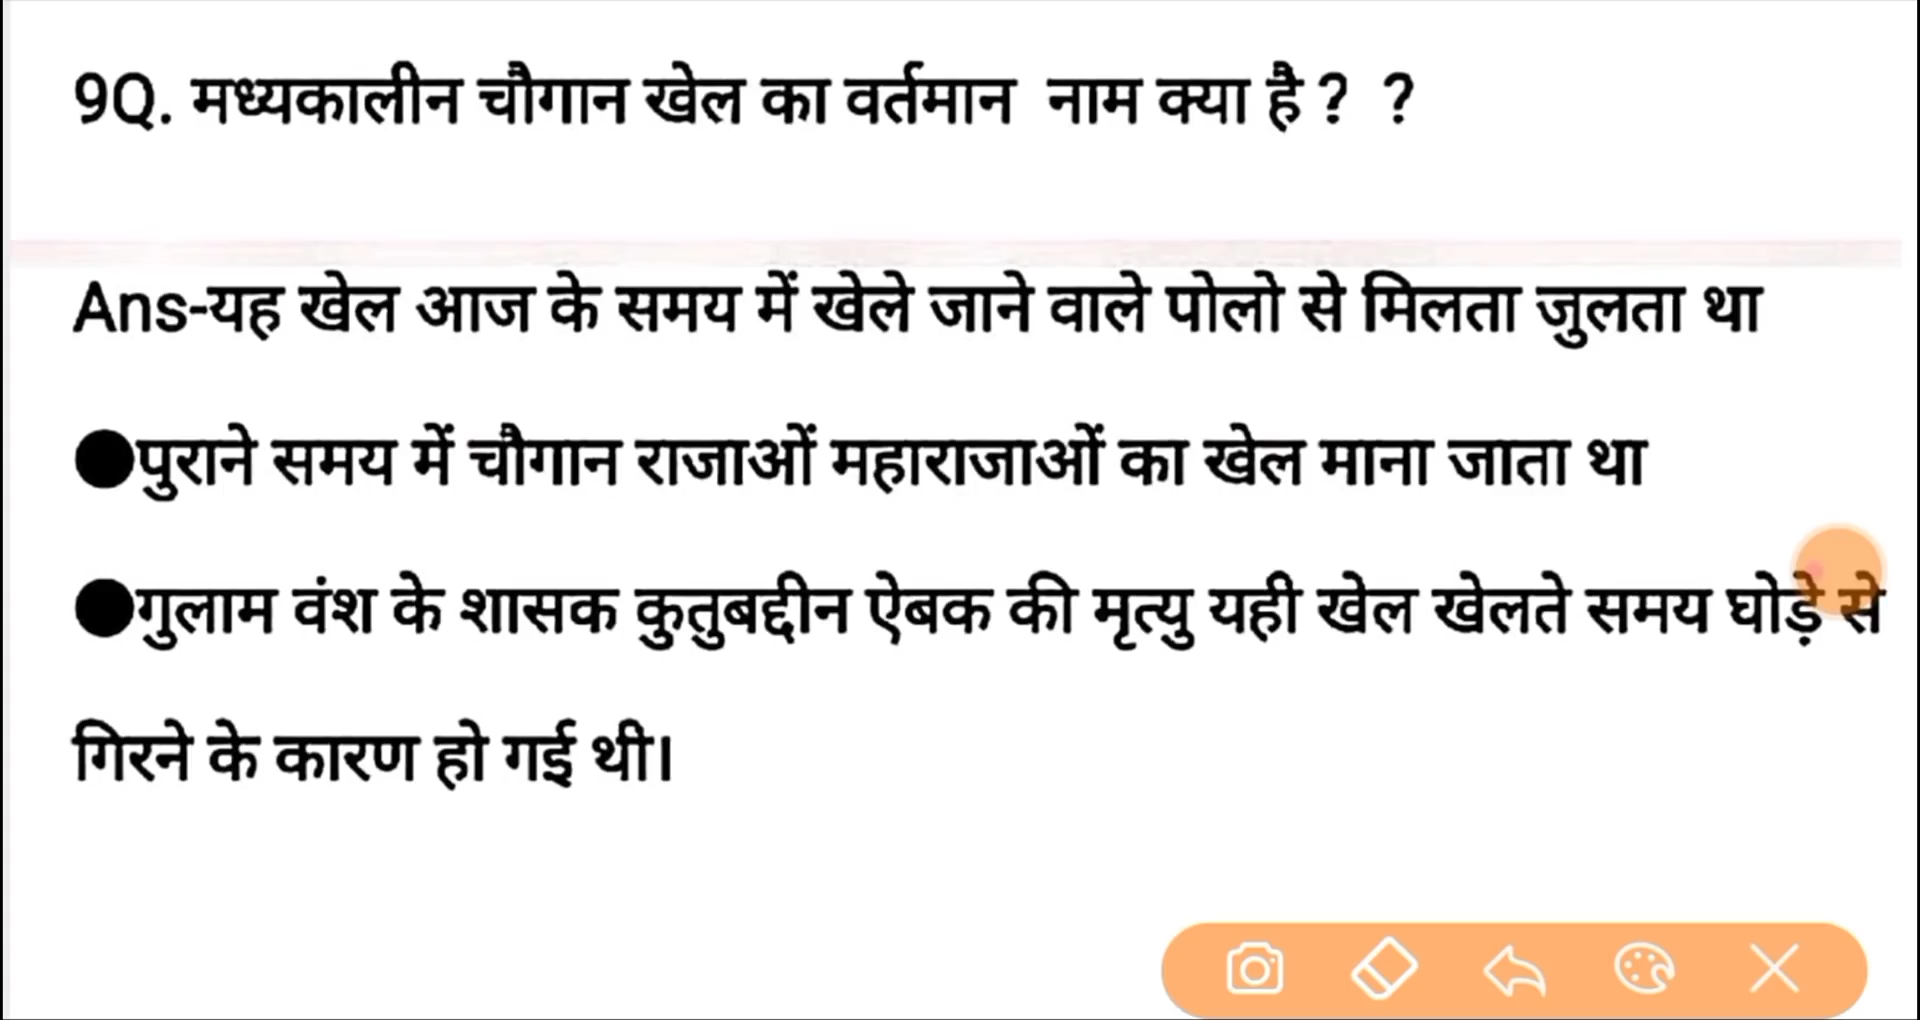 9Q. मध्यकालीन चौगान खेल का वर्तमान नाम क्या है ? ?
Ans-यह खेल आज के समय में खेले जाने वाले पोलो से मिलता जुलता था
●पुराने समय में चौगान राजाओं महाराजाओं का खेल माना जाता था
●गुलाम वंश के शासक कुतुबद्दीन ऐबक की मृत्यु यही खेल खेलते समय घोड़े से
गिरने के कारण हो गई थी।